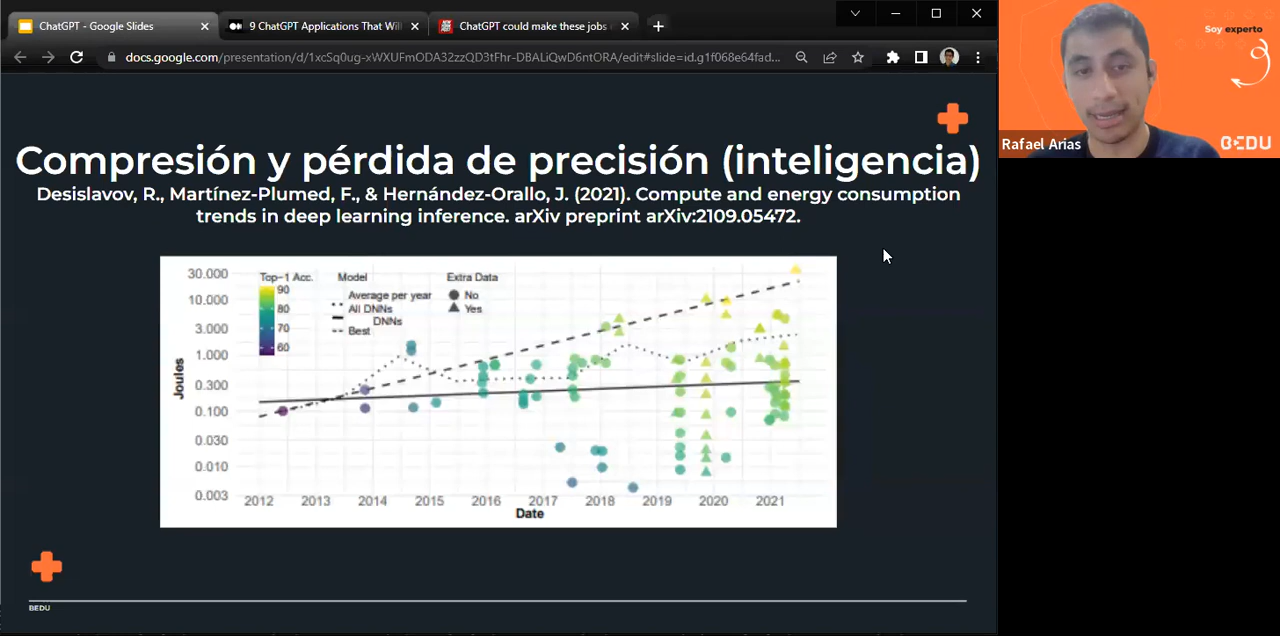 ChatGPT - Google Slides
9 ChatGPT Applications That Will
ChatGPT could make these jobs
docs.google.com/presentation/d/1xcSq0ug-xWXUFmODA32zzQD3tFhr-DBALiQwD6ntORA/edit#slide=id.g1f068e64fad...
Soy experto
Rafael Arias
BEDU
Compresión y pérdida de precisión (inteligencia)
Desislavov, R., Martínez-Plumed, F., & Hernández-Orallo, J. (2021). Compute and energy consumption
trends in deep learning inference. arXiv preprint arXiv:2109.05472.
Top-1 Acc.
90
80
70
60
Model
Average per year
All DNNs
DNNs
Best
Extra Data
No
Yes
Joules
30.000
10.000
3.000
1.000
0.300
0.100
0.030
0.010
0.003
2012 2013 2014 2015 2016 2017 2018 2019 2020 2021
Date
BEDU